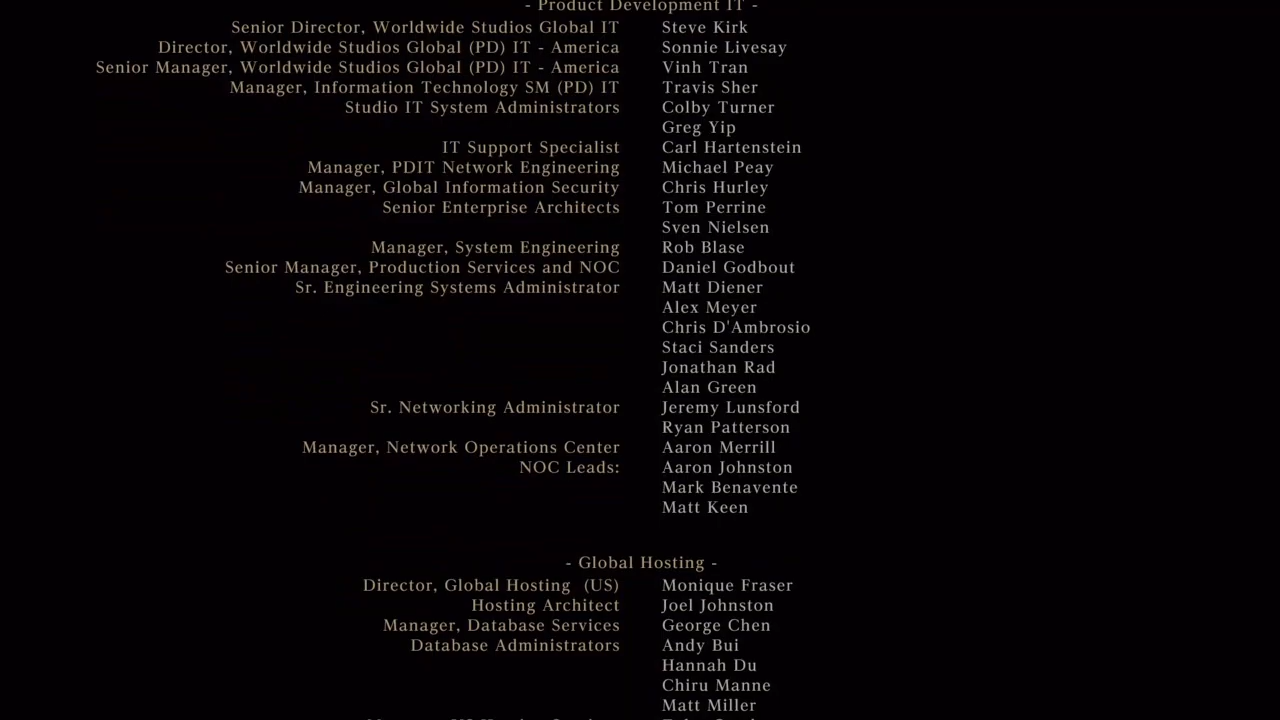 - Product Development IT -
Senior Director, Worldwide Studios Global IT Steve Kirk
Director, Worldwide Studios Global (PD) IT - America Sonnie Livesay
Senior Manager, Worldwide Studios Global (PD) IT - America Vinh Tran
Manager, Information Technology SM (PD) IT Travis Sher
Studio IT System Administrators Colby Turner
Greg Yip
IT Support Specialist Carl Hartenstein
Manager, PDIT Network Engineering Michael Peay
Manager, Global Information Security Chris Hurley
Senior Enterprise Architects Tom Perrine
Sven Nielsen
Manager, System Engineering Rob Blase
Senior Manager, Production Services and NOC Daniel Godbout
Sr. Engineering Systems Administrator Matt Diener
Alex Meyer
Chris D'Ambrosio
Staci Sanders
Jonathan Rad
Alan Green
Sr. Networking Administrator Jeremy Lunsford
Ryan Patterson
Manager, Network Operations Center Aaron Merrill
NOC Leads: Aaron Johnston
Mark Benavente
Matt Keen
- Global Hosting -
Director, Global Hosting (US) Monique Fraser
Hosting Architect Joel Johnston
Manager, Database Services George Chen
Database Administrators Andy Bui
Hannah Du
Chiru Manne
Matt Miller